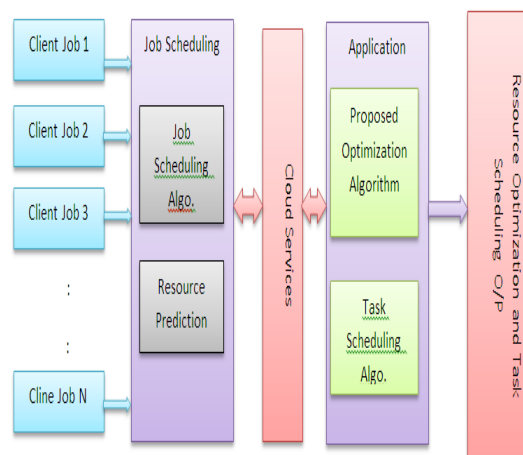 Client Job 1
Client Job 2
Client Job 3
:
:
Cline Job N
Job Scheduling
Job
Scheduling
Algo.
Resource
Prediction
Cloud Services
Application
Proposed
Optimization
Algorithm
Task
Scheduling
Algo.
Resource Optimization and Task
Scheduling O/P